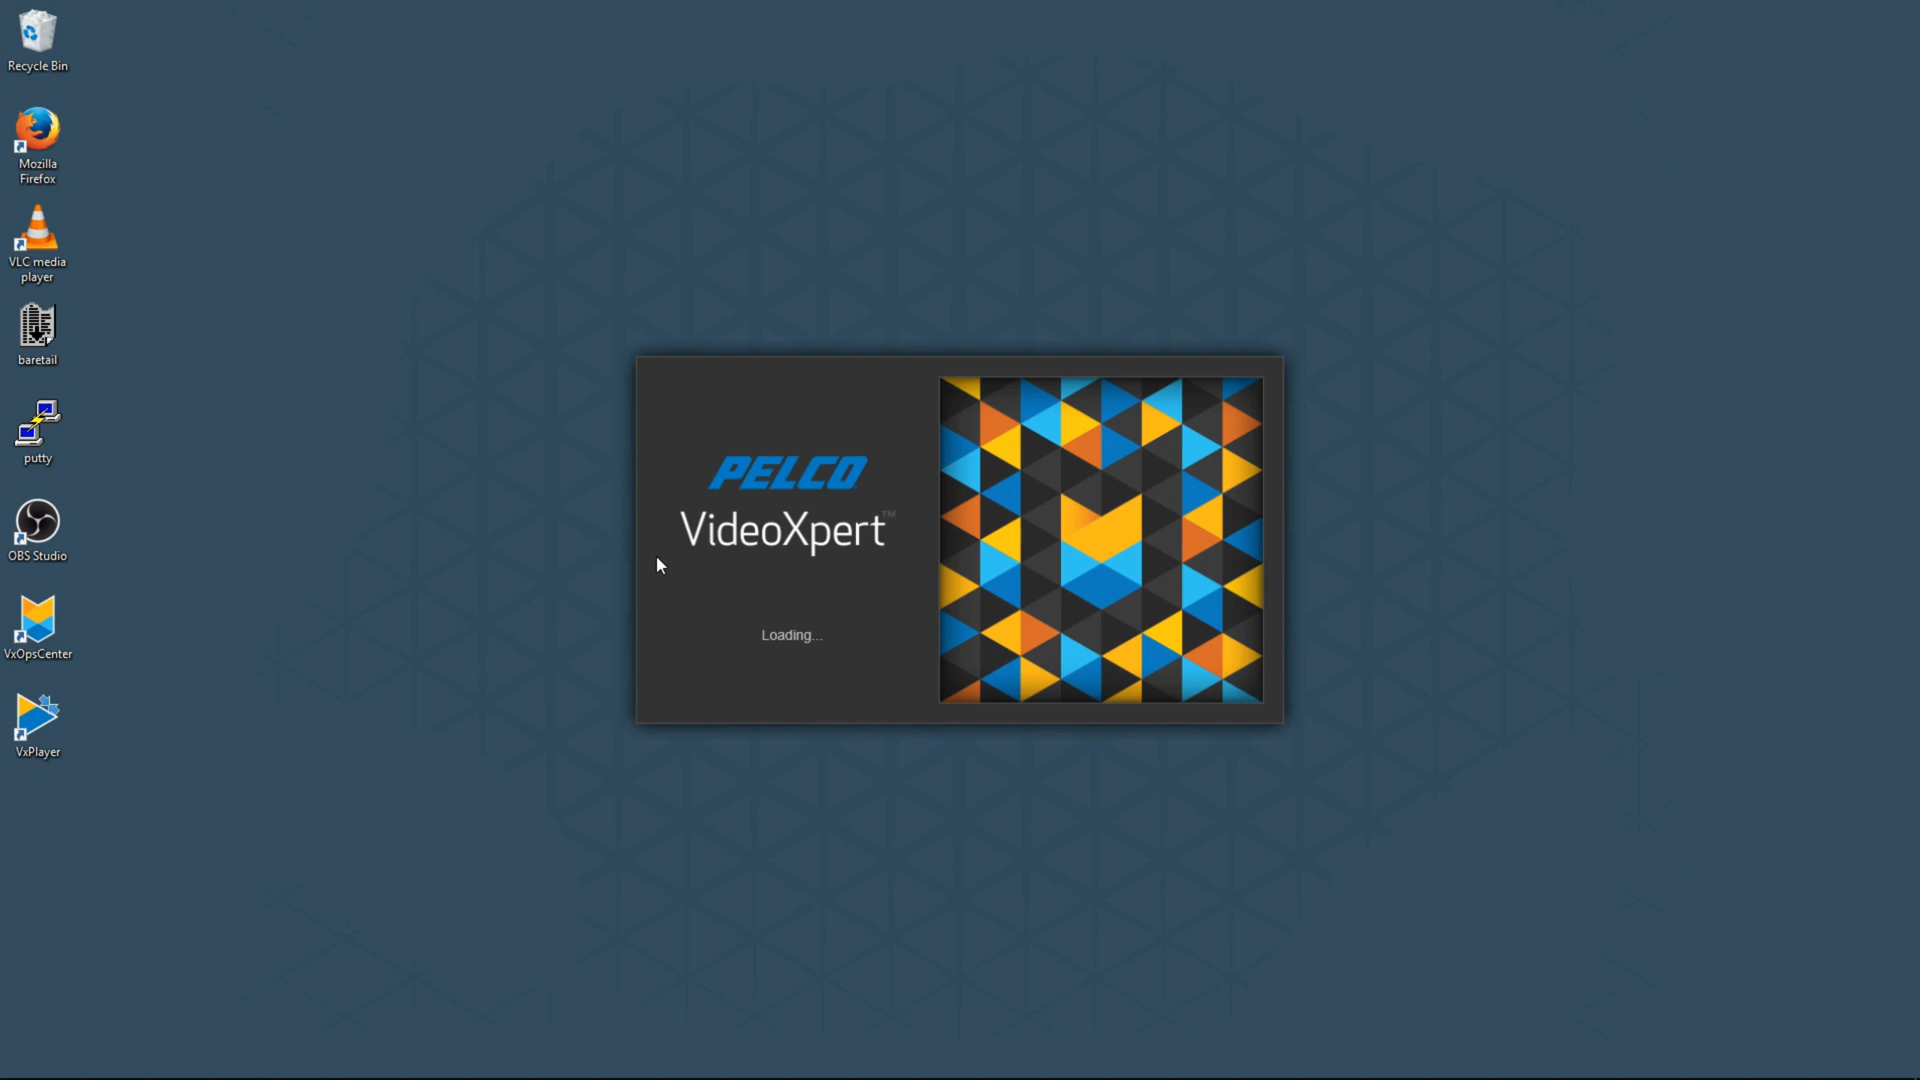 Recycle Bin
Mozilla
Firefox
VLC media
player
baretail
putty
OBS Studio
VxOpsCenter
VxPlayer
PELCO
VideoXpert™
Loading...